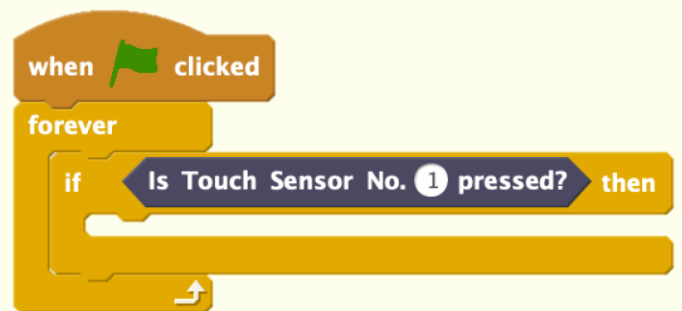 when clicked
forever
if Is Touch Sensor No. 1 pressed? then